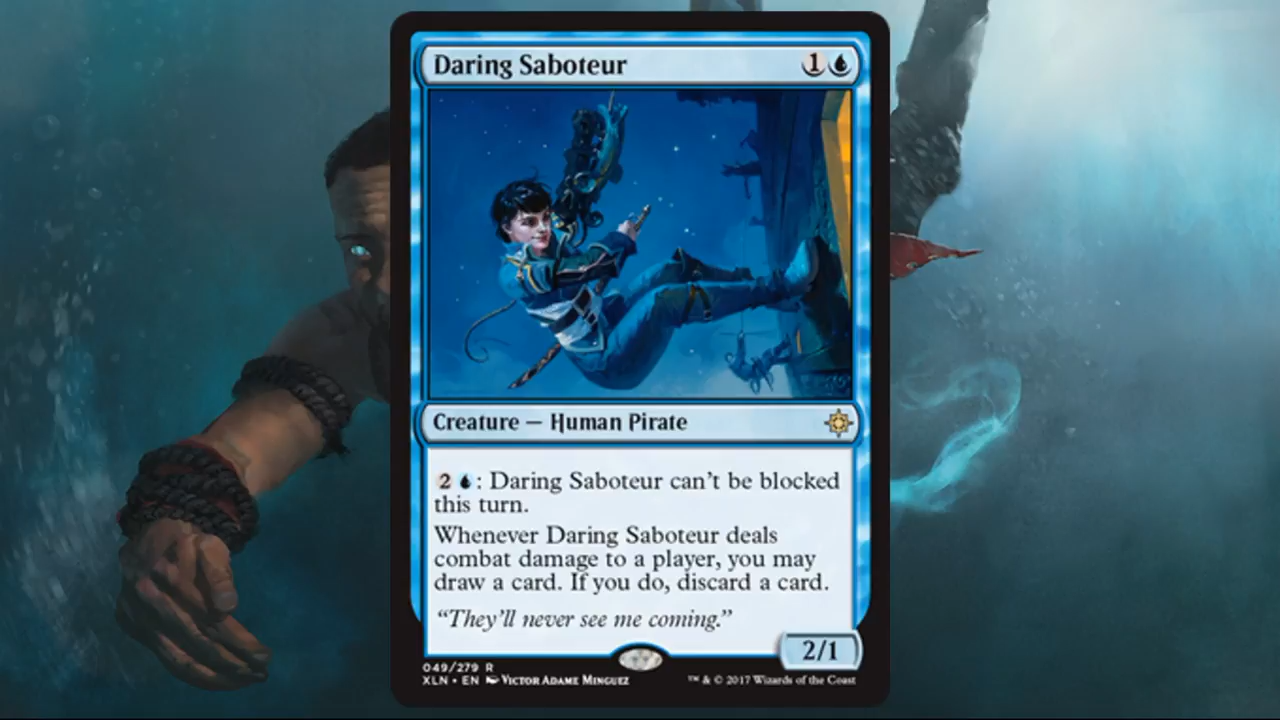 Daring Saboteur 1
Creature — Human Pirate
2 : Daring Saboteur can't be blocked
this turn.
Whenever Daring Saboteur deals
combat damage to a player, you may
draw a card. If you do, discard a card.
“They'll never see me coming.”
2/1
049/279 R
XLN • EN Victor Adame Minguez
™ & © 2017 Wizards of the Coast